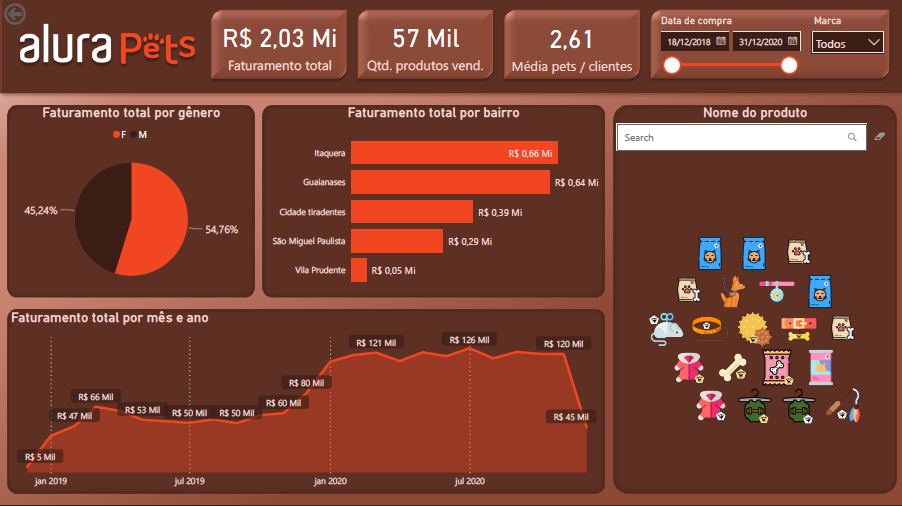 alura Pets
R$ 2,03 Mi
Faturamento total
57 Mil
Qtd. produtos vend.
2,61
Média pets / clientes
Data de compra
18/12/2018
31/12/2020
Marca
Todos
Faturamento total por gênero
F M
45,24%
54,76%
Faturamento total por bairro
Itaquera R$ 0,66 Mi
Guaianases R$ 0,64 Mi
Cidade tiradentes R$ 0,39 Mi
São Miguel Paulista R$ 0,29 Mi
Vila Prudente R$ 0,05 Mi
Nome do produto
Search
Faturamento total por mês e ano
R$ 5 Mil
R$ 47 Mil
R$ 66 Mil
R$ 53 Mil
R$ 50 Mil
R$ 50 Mil
R$ 60 Mil
R$ 80 Mil
R$ 121 Mil
R$ 126 Mil
R$ 120 Mil
R$ 45 Mil
jan 2019
jul 2019
jan 2020
jul 2020